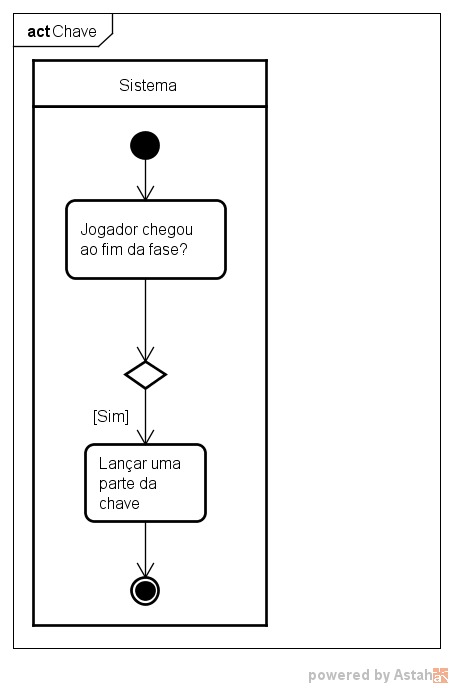 act Chave
Sistema
Jogador chegou
ao fim da fase?
[Sim]
Lançar uma
parte da
chave
powered by Astah